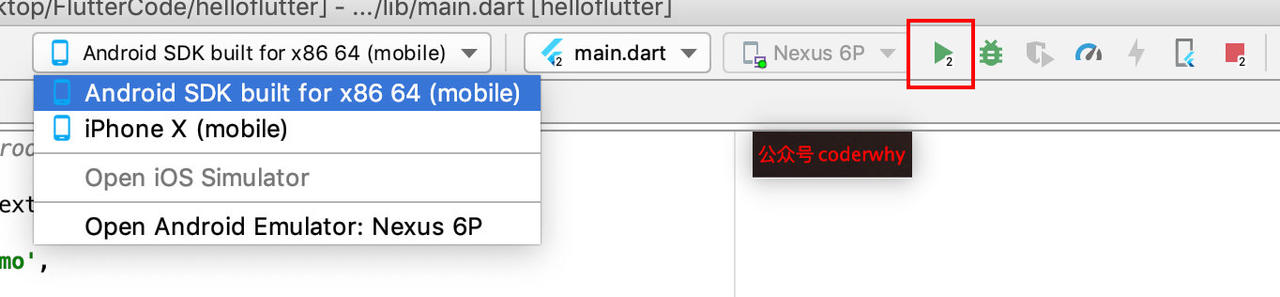 ktop/FlutterCode/helloflutter] - .../lib/main.dart [helloflutter]
Android SDK built for x86 64 (mobile)
2 main.dart
Nexus 6P
2
2
Android SDK built for x86 64 (mobile)
iPhone X (mobile)
Open iOS Simulator
Open Android Emulator: Nexus 6P
公众号 coderwhy
rod
ext
mo',